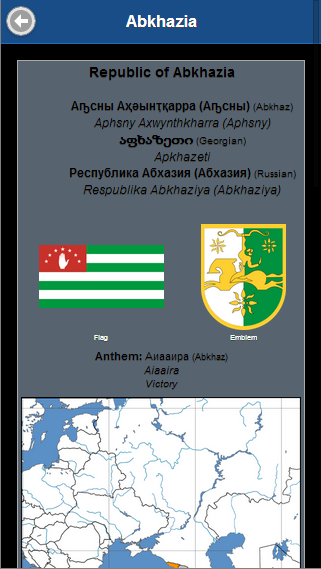 Abkhazia
Republic of Abkhazia
Аҧсны Аҳәынҭқарра (Аҧсны) (Abkhaz)
Aphsny Axwynthkharra (Aphsny)
აფხაზეთი (Georgian)
Apkhazeti
Республика Абхазия (Абхазия) (Russian)
Respublika Abkhaziya (Abkhaziya)
Flag
Emblem
Anthem: Аиааира (Abkhaz)
Aiaaira
Victory